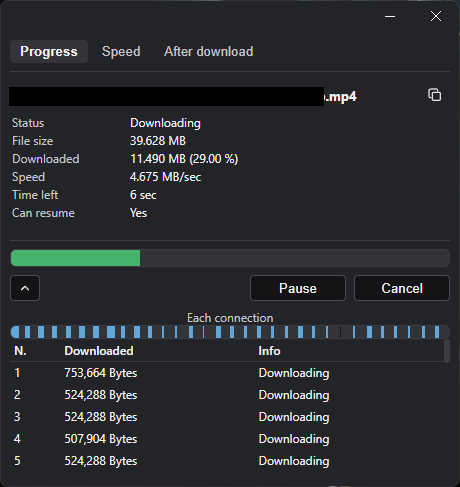 Progress Speed After download
.mp4
Status Downloading
File size 39.628 MB
Downloaded 11.490 MB (29.00 %)
Speed 4.675 MB/sec
Time left 6 sec
Can resume Yes
Pause Cancel
Each connection
N. Downloaded Info
1 753,664 Bytes Downloading
2 524,288 Bytes Downloading
3 524,288 Bytes Downloading
4 507,904 Bytes Downloading
5 524,288 Bytes Downloading